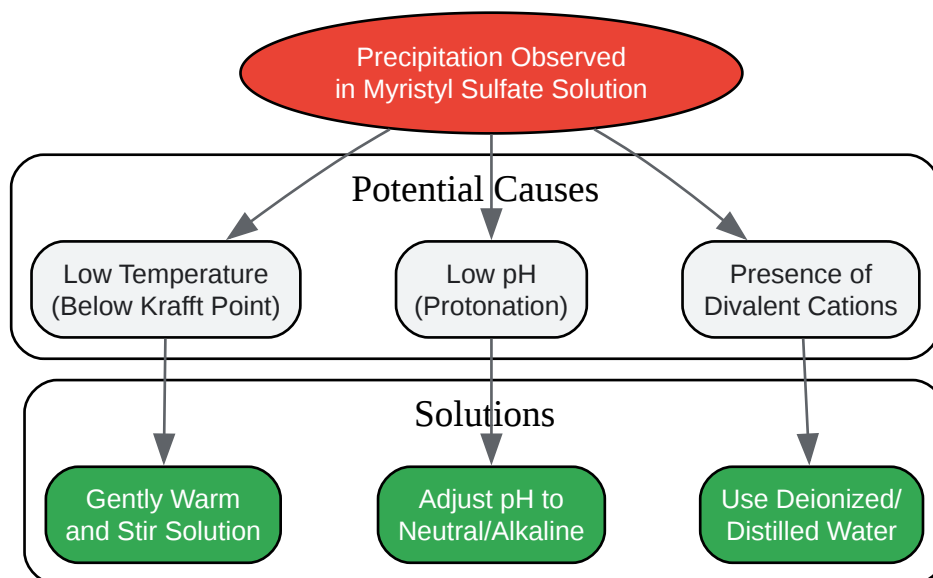 Precipitation Observed
in Myristyl Sulfate Solution
Potential Causes
Low Temperature
(Below Krafft Point)
Low pH
(Protonation)
Presence of
Divalent Cations
Solutions
Gently Warm
and Stir Solution
Adjust pH to
Neutral/Alkaline
Use Deionized/
Distilled Water